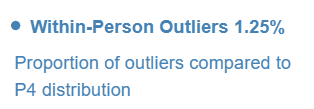 • Within-Person Outliers 1.25%
Proportion of outliers compared to
P4 distribution